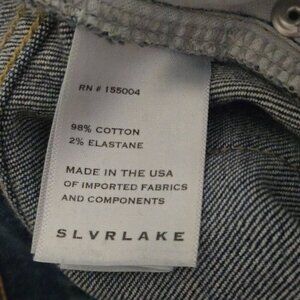 RN # 155004
98% COTTON
2% ELASTANE
MADE IN THE USA
OF IMPORTED FABRICS
AND COMPONENTS
SLVRLAKE